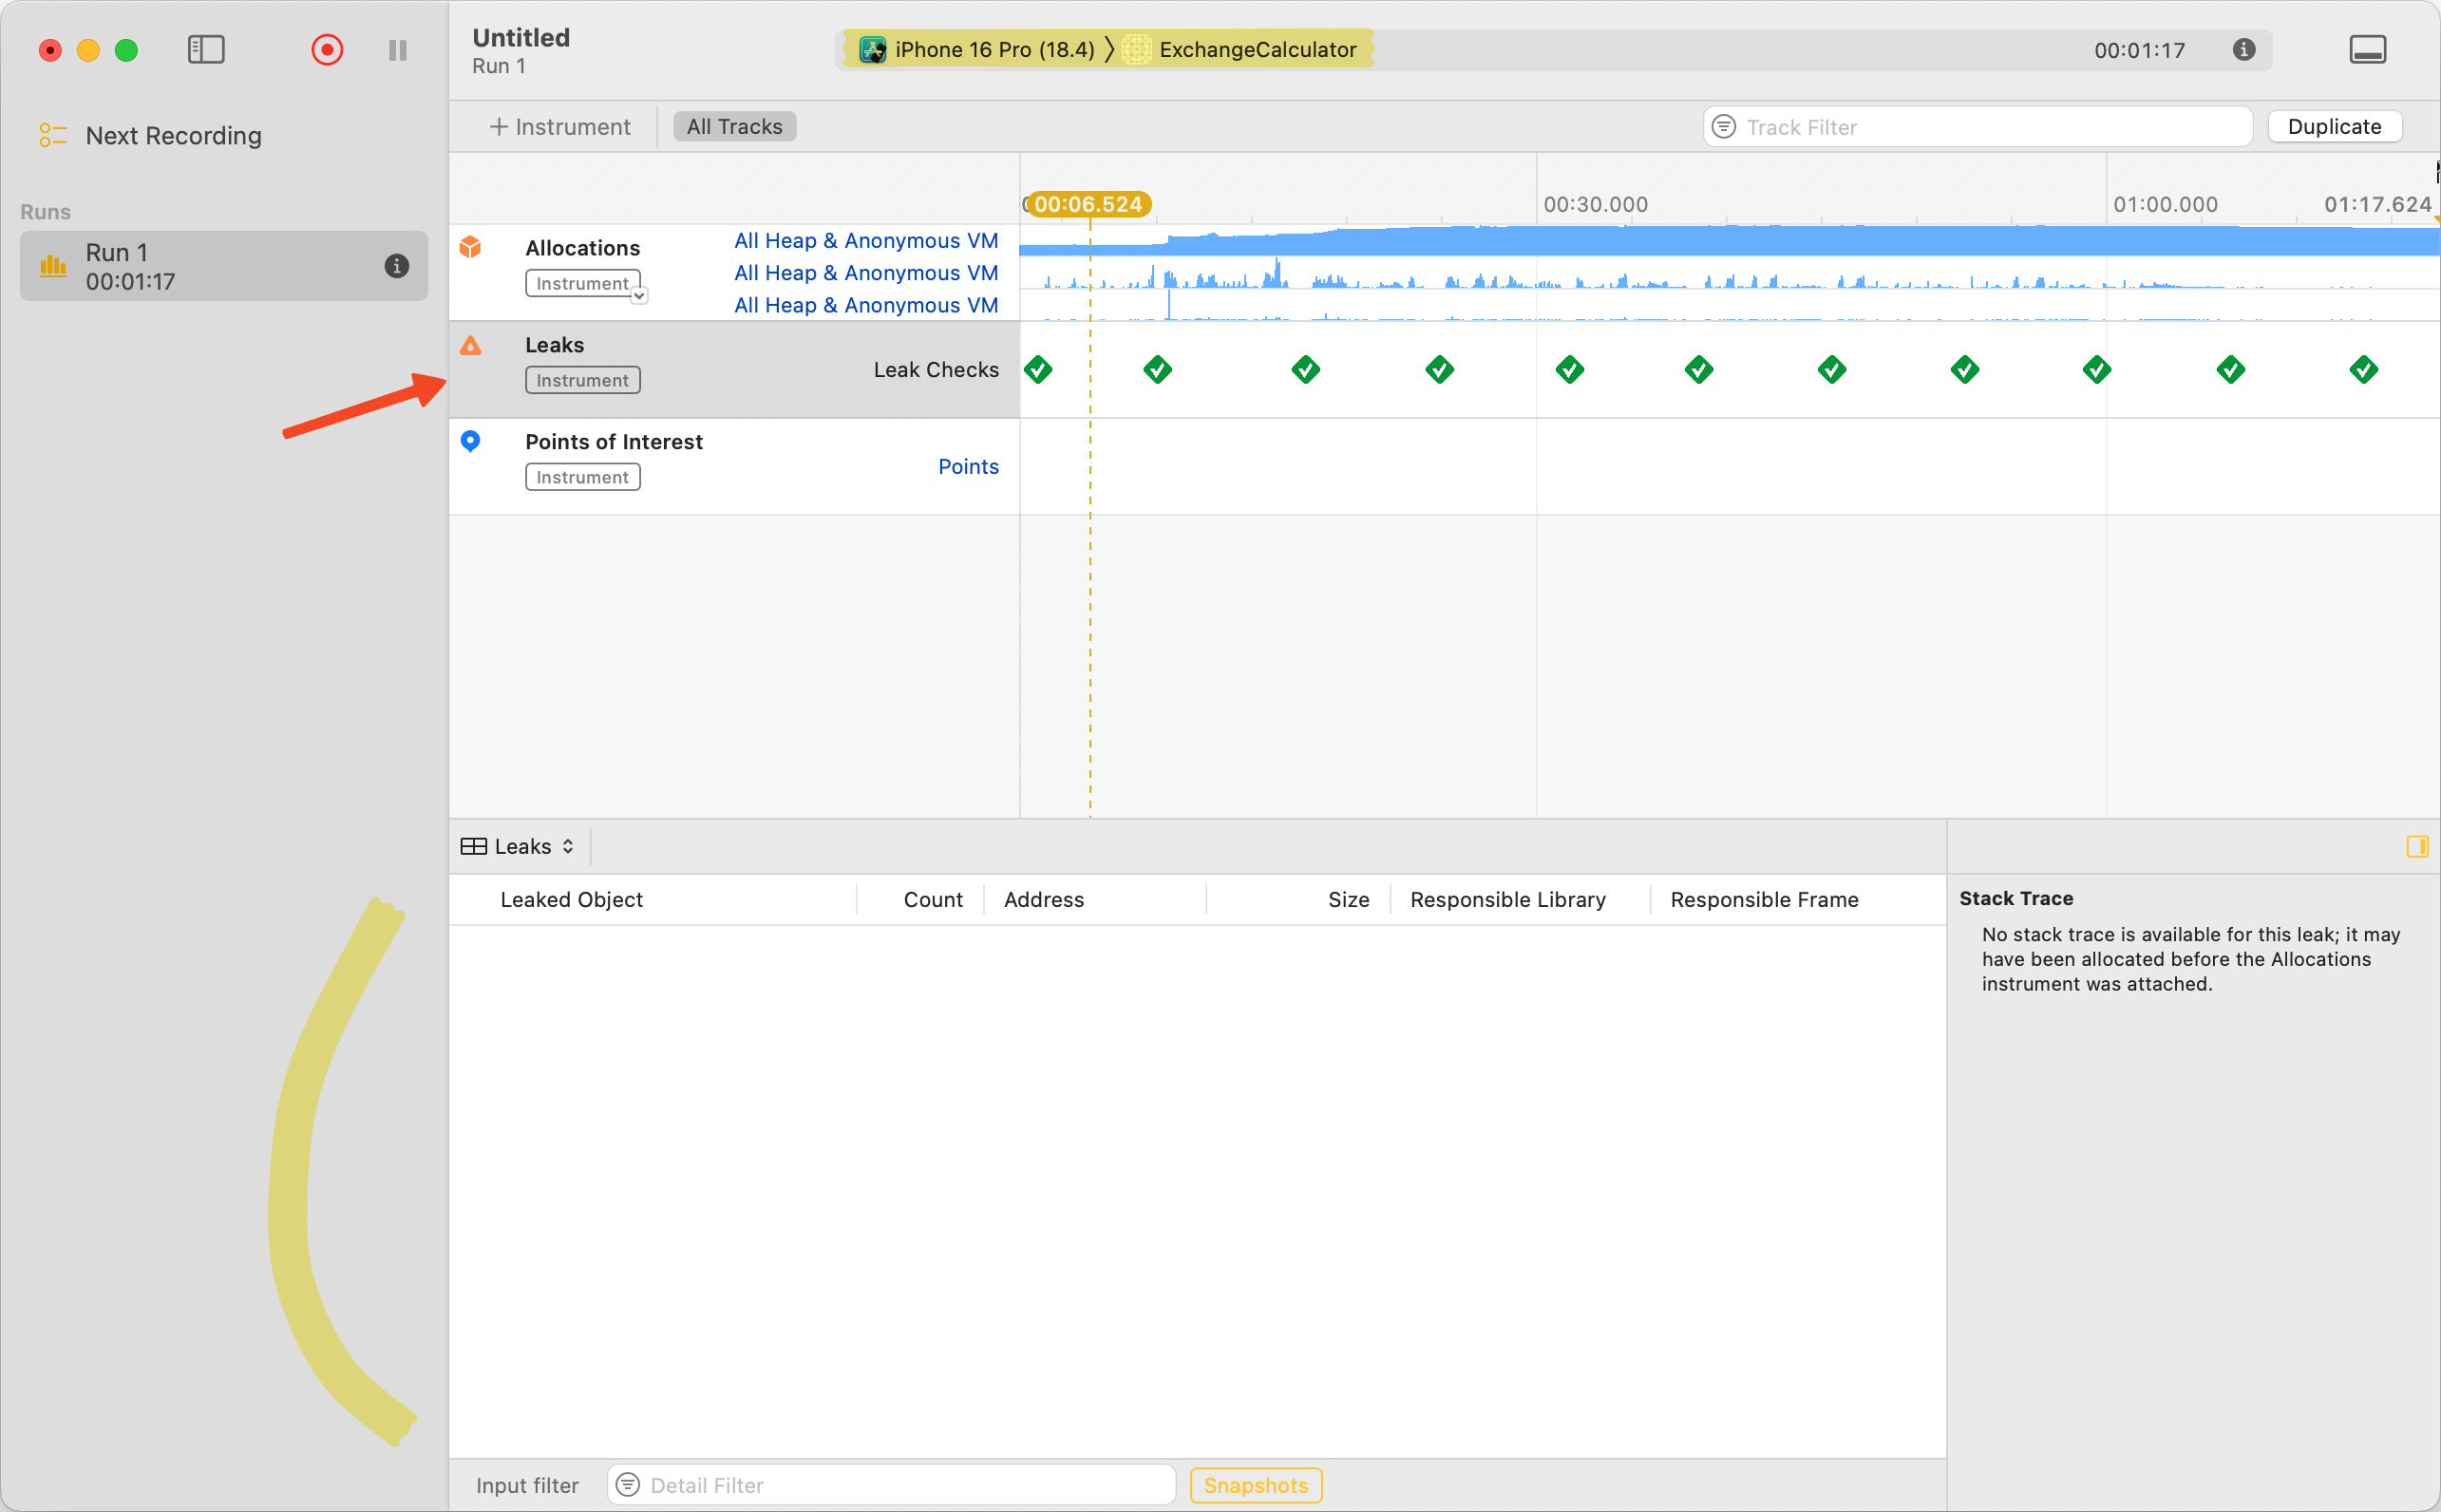 Untitled
Run 1
iPhone 16 Pro (18.4) 〉 ExchangeCalculator
00:01:17
Next Recording
+ Instrument
All Tracks
Track Filter
Duplicate
Runs
Run 1
00:01:17
00:06.524
00:30.000
01:00.000
01:17.624
Allocations
Instrument
All Heap & Anonymous VM
All Heap & Anonymous VM
All Heap & Anonymous VM
Leaks
Instrument
Leak Checks
Points of Interest
Instrument
Points
Leaks
Leaked Object Count Address Size Responsible Library Responsible Frame
Stack Trace
No stack trace is available for this leak; it may
have been allocated before the Allocations
instrument was attached.
Input filter
Detail Filter
Snapshots